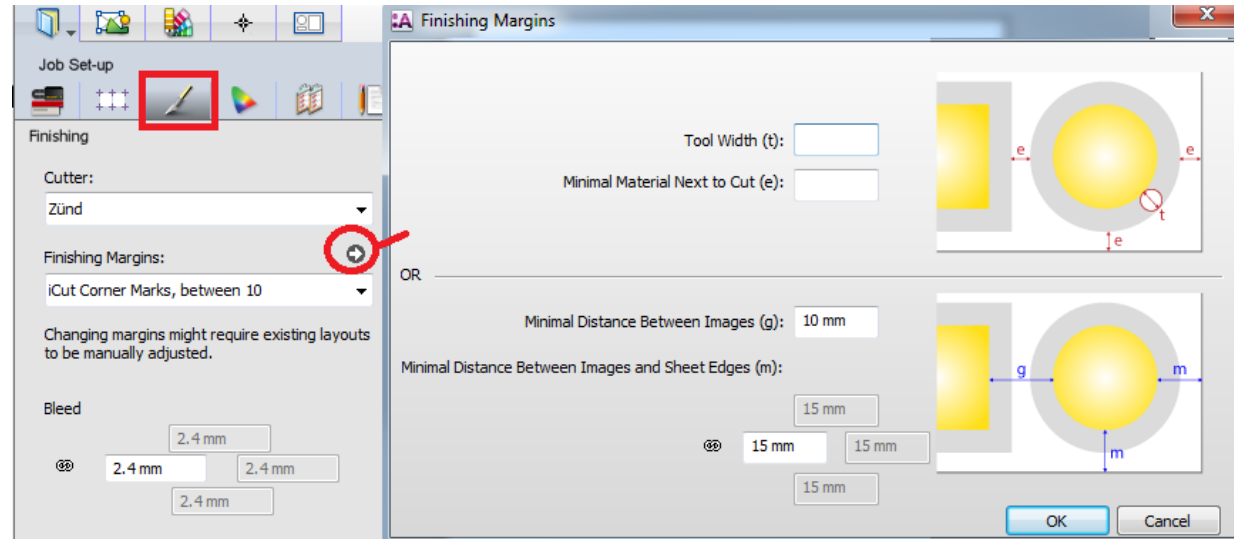 Job Set-up
Finishing
Cutter:
Zünd
Finishing Margins:
iCut Corner Marks, between 10
Changing margins might require existing layouts
to be manually adjusted.
Bleed
2.4 mm
2.4 mm
2.4 mm
2.4 mm
A Finishing Margins
Tool Width (t):
Minimal Material Next to Cut (e):
e
e
t
e
OR
Minimal Distance Between Images (g):
10 mm
Minimal Distance Between Images and Sheet Edges (m):
15 mm
15 mm
15 mm
15 mm
g
m
m
OK
Cancel